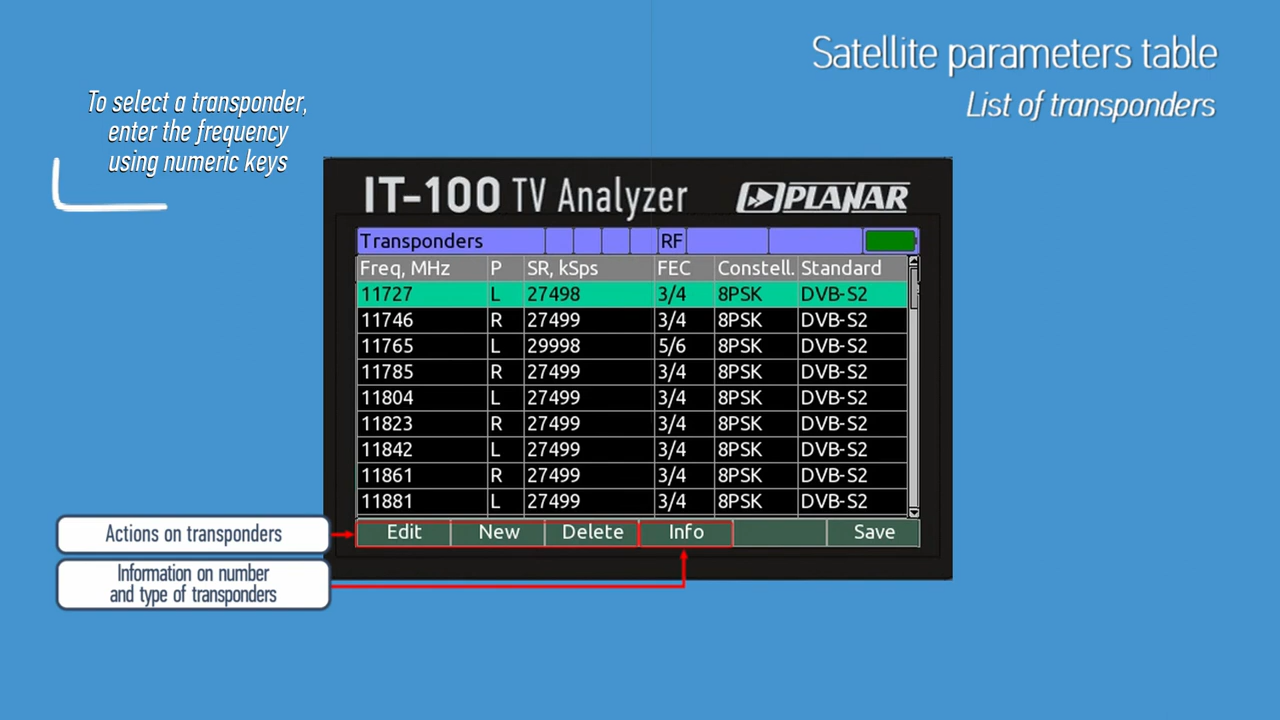 Satellite parameters table
List of transponders
To select a transponder,
enter the frequency
using numeric keys
IT-100 TV Analyzer PLANAR
Transponders RF
Freq, MHz P SR, kSps FEC Constell. Standard
11727 L 27498 3/4 8PSK DVB-S2
11746 R 27499 3/4 8PSK DVB-S2
11765 L 29998 5/6 8PSK DVB-S2
11785 R 27499 3/4 8PSK DVB-S2
11804 L 27499 3/4 8PSK DVB-S2
11823 R 27499 3/4 8PSK DVB-S2
11842 L 27499 3/4 8PSK DVB-S2
11861 R 27499 3/4 8PSK DVB-S2
11881 L 27499 3/4 8PSK DVB-S2
Edit New Delete Info Save
Actions on transponders
Information on number
and type of transponders